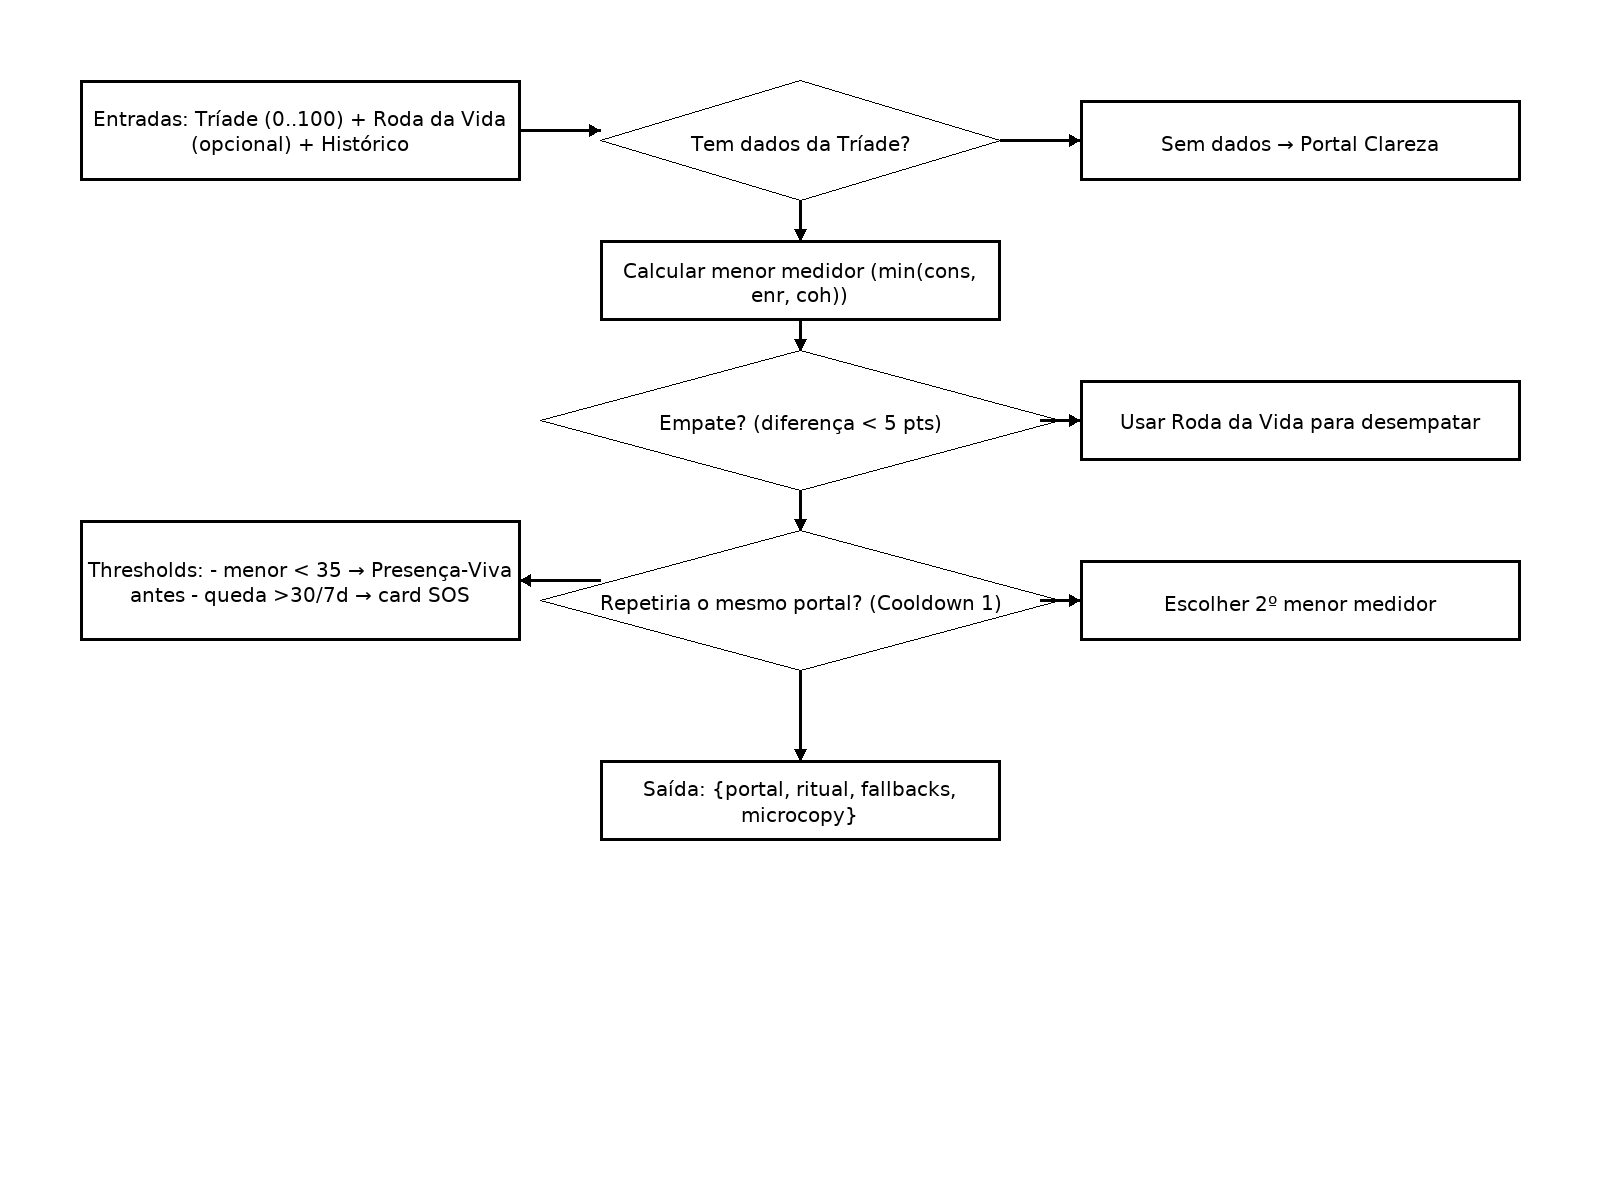 Entradas: Tríade (0..100) + Roda da Vida
(opcional) + Histórico
Tem dados da Tríade?
Sem dados → Portal Clareza
Calcular menor medidor (min(cons,
enr, coh))
Empate? (diferença < 5 pts)
Usar Roda da Vida para desempatar
Thresholds: - menor < 35 → Presença-Viva
antes - queda >30/7d → card SOS
Repetiria o mesmo portal? (Cooldown 1)
Escolher 2º menor medidor
Saída: {portal, ritual, fallbacks,
microcopy}